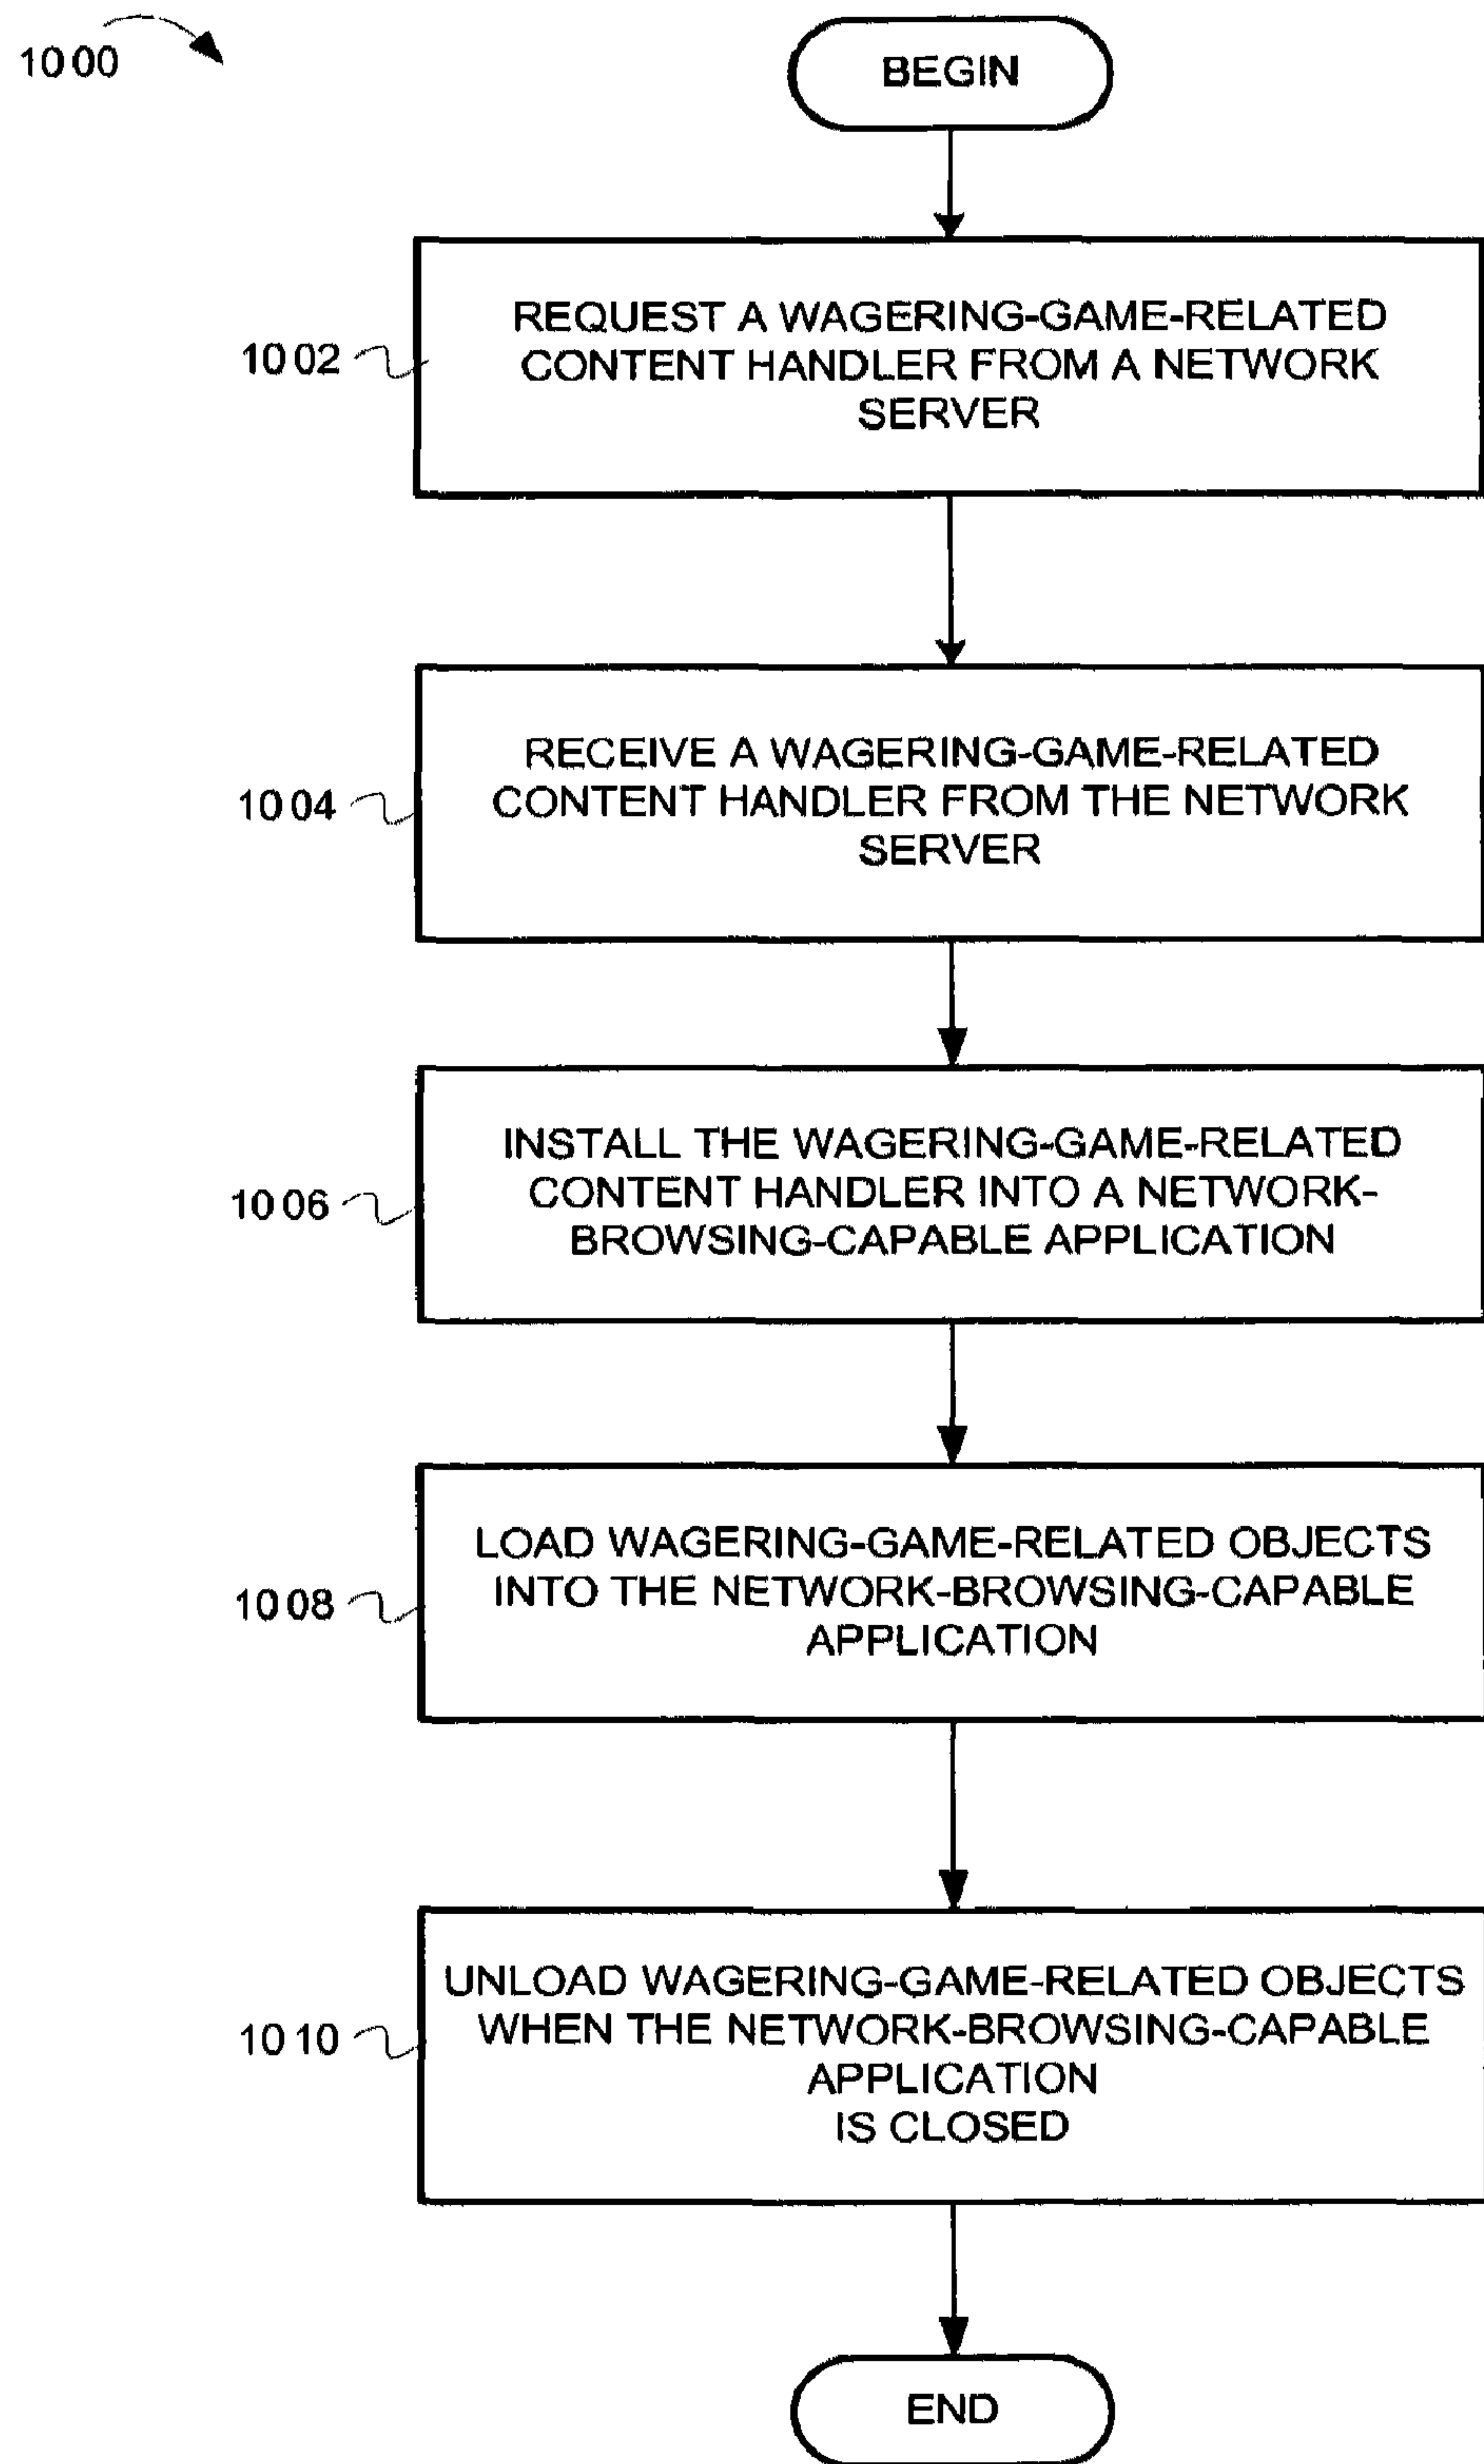 1000
BEGIN
1002
REQUEST A WAGERING-GAME-RELATED
CONTENT HANDLER FROM A NETWORK
SERVER
1004
RECEIVE A WAGERING-GAME-RELATED
CONTENT HANDLER FROM THE NETWORK
SERVER
1006
INSTALL THE WAGERING-GAME-RELATED
CONTENT HANDLER INTO A NETWORK-
BROWSING-CAPABLE APPLICATION
1008
LOAD WAGERING-GAME-RELATED OBJECTS
INTO THE NETWORK-BROWSING-CAPABLE
APPLICATION
1010
UNLOAD WAGERING-GAME-RELATED OBJECTS
WHEN THE NETWORK-BROWSING-CAPABLE
APPLICATION
IS CLOSED
END